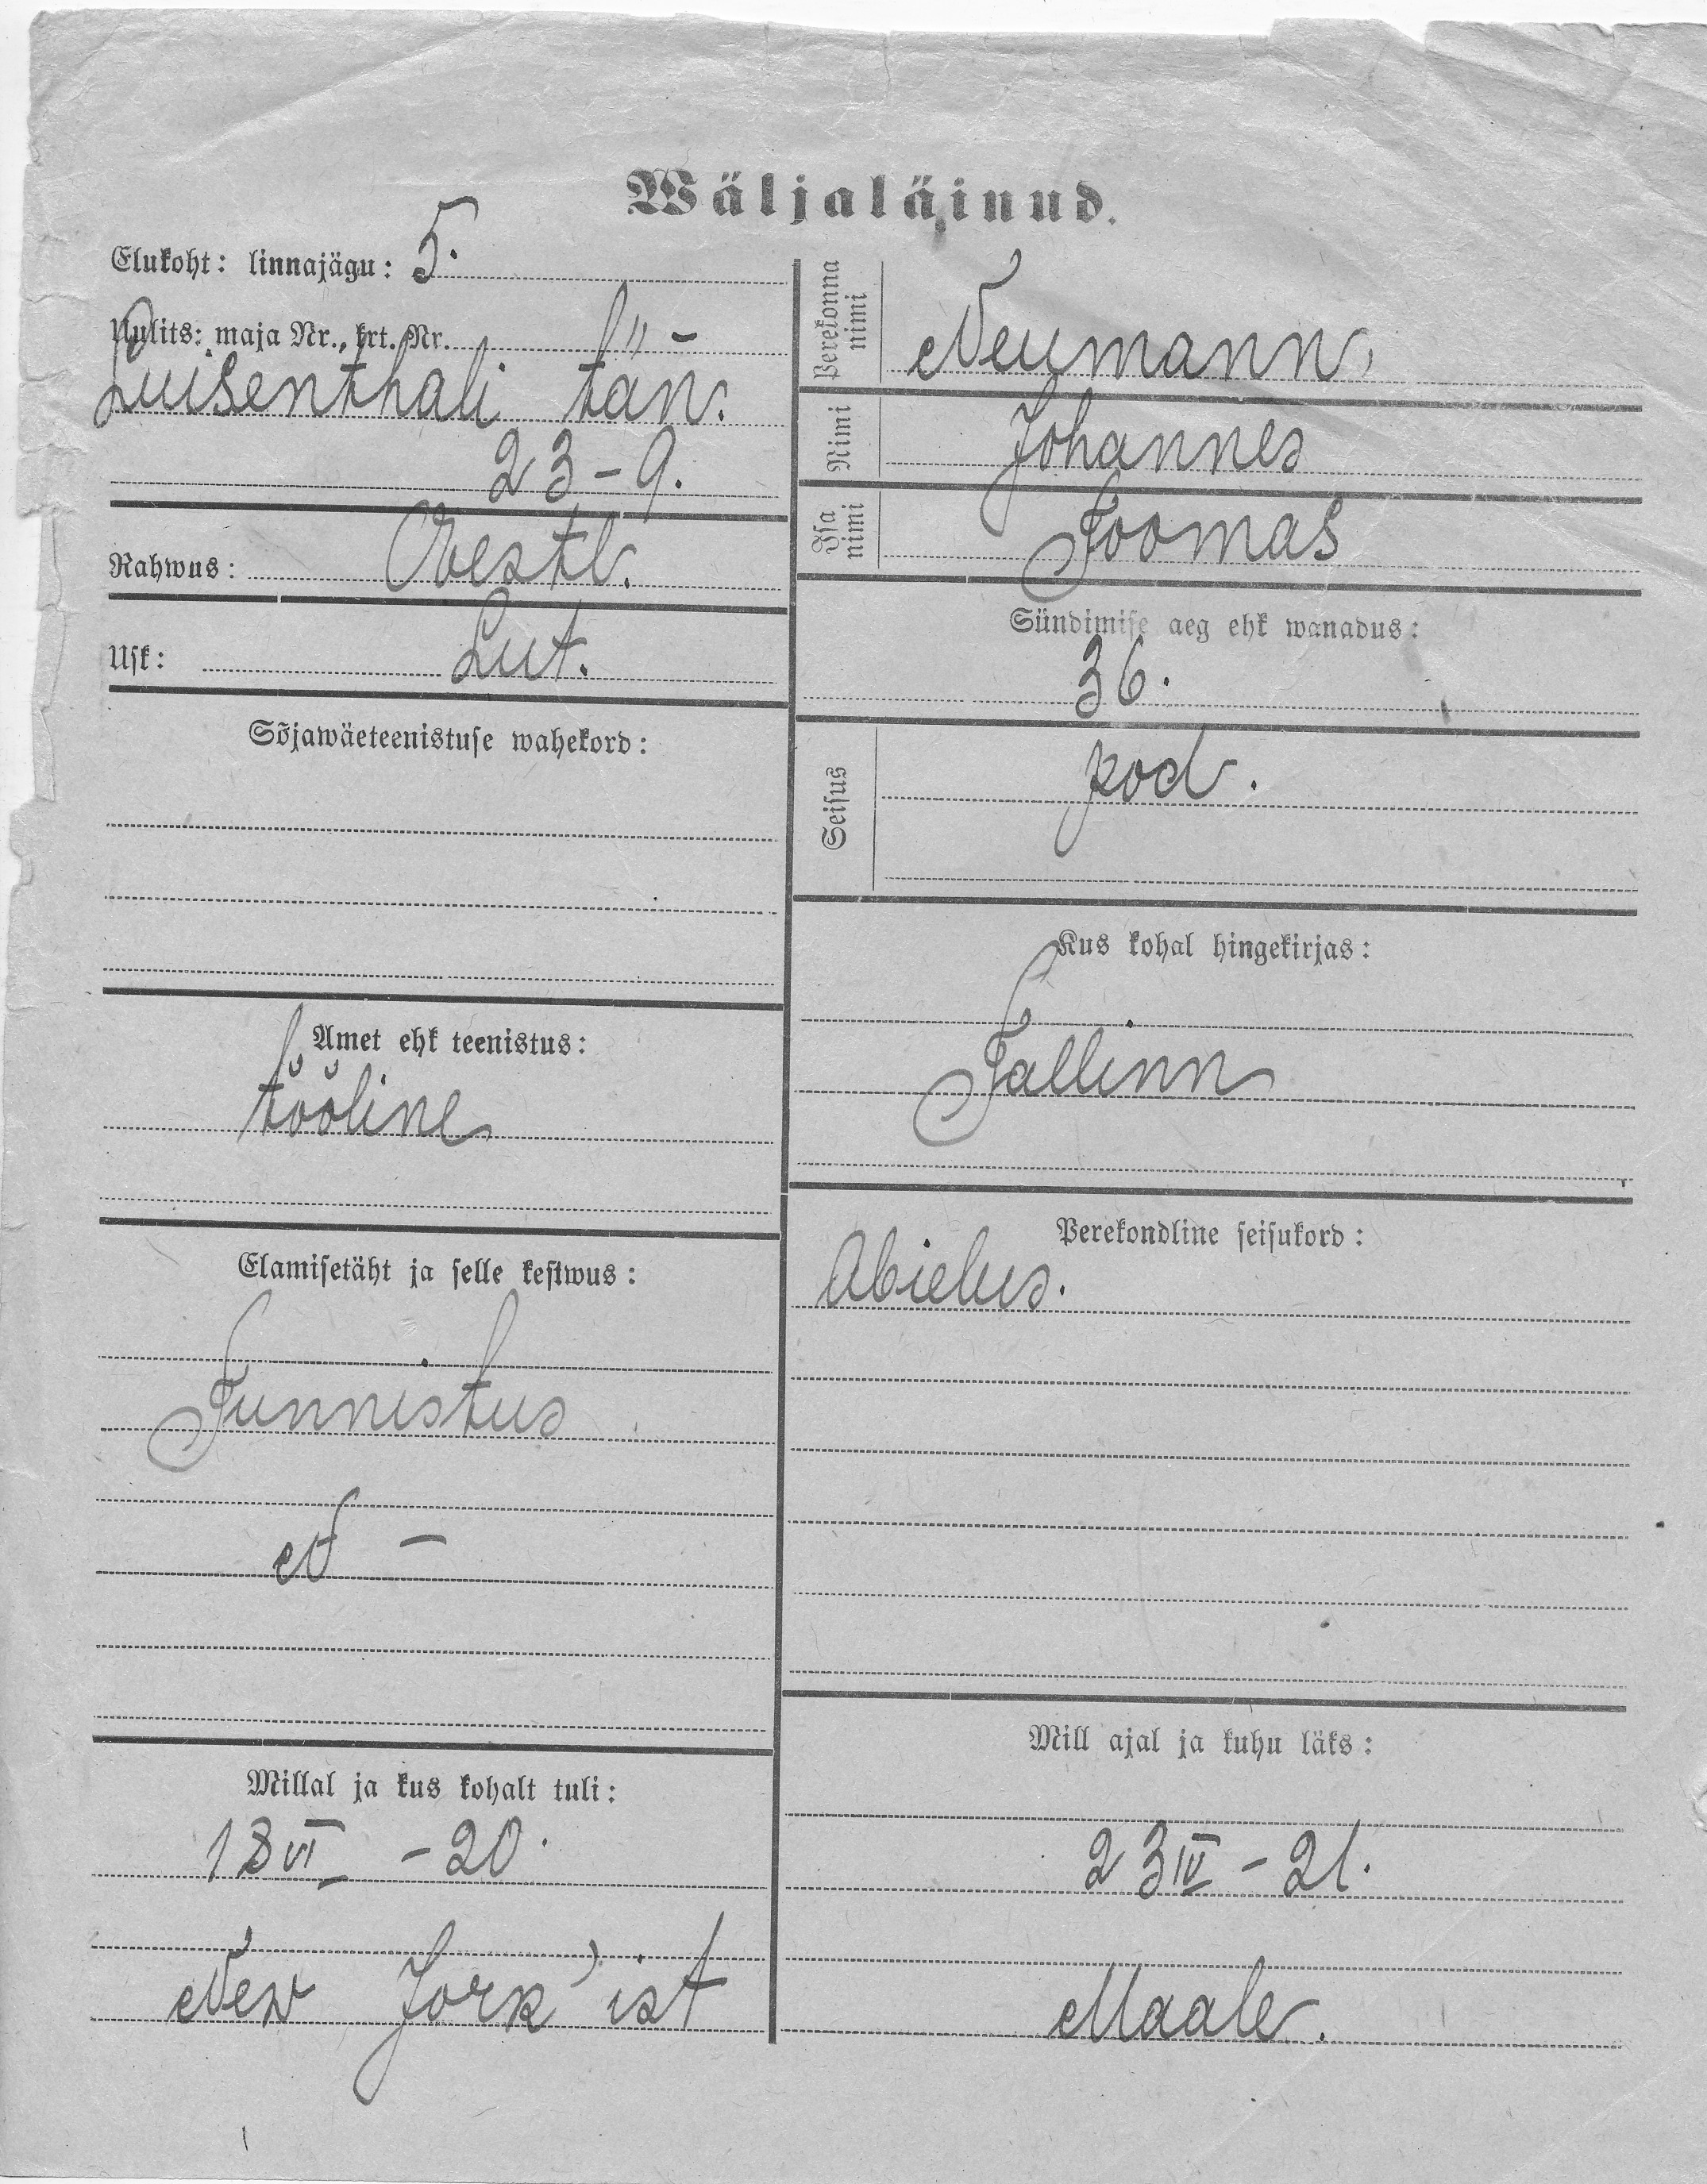 Wäljaläinud.
Elukoht: linnajägu: 5.
Uulits: maja Nr., krt. Nr.
Luisenthali tän.
23-9.
Rahwus: Eestl.
Usk: Lut.
Sõjawäeteenistuse wahekord:
Amet ehk teenistus:
tööline
Elamisetäht ja selle kestwus:
Tunnistus
N -
Millal ja kus kohalt tuli:
18 VI - 20.
New Jork'ist
Perekonna nimi
Neumann
Nimi
Johannes
Isa nimi
Toomas
Sündimise aeg ehk wanadus:
36.
Seisus
kod.
Kus kohal hingekirjas:
Tallinn
Perekondline seisukord:
Abielus.
Mill ajal ja kuhu läks:
23 IV - 21.
Maale.